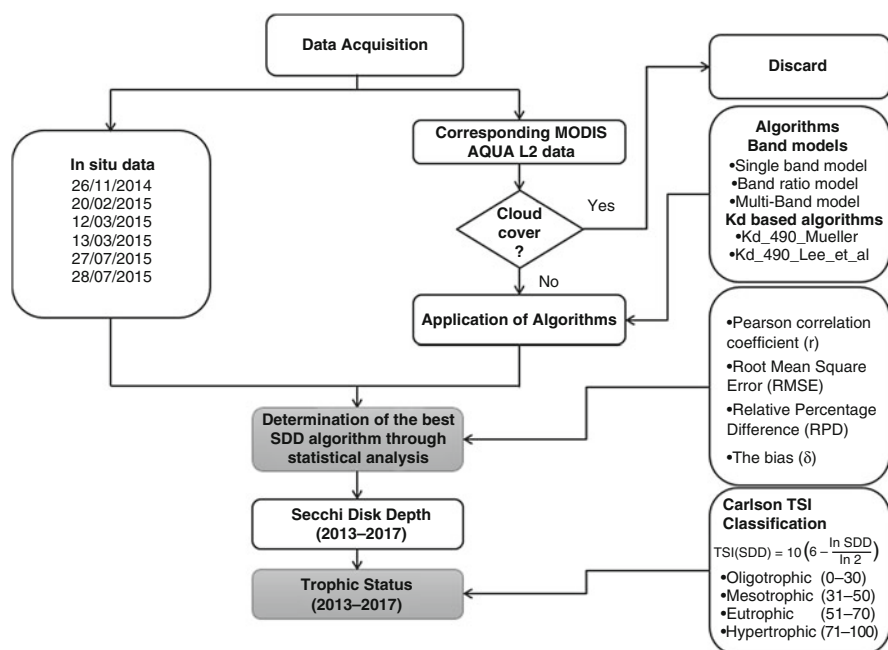 Data Acquisition
Discard
In situ data
26/11/2014
20/02/2015
12/03/2015
13/03/2015
27/07/2015
28/07/2015
Corresponding MODIS
AQUA L2 data
Cloud
cover
?
Yes
No
Algorithms
Band models
•Single band model
•Band ratio model
•Multi-Band model
Kd based algorithms
•Kd_490_Mueller
•Kd_490_Lee_et_al
Application of Algorithms
•Pearson correlation
coefficient (r)
•Root Mean Square
Error (RMSE)
•Relative Percentage
Difference (RPD)
•The bias (δ)
Determination of the best
SDD algorithm through
statistical analysis
Secchi Disk Depth
(2013–2017)
Trophic Status
(2013–2017)
Carlson TSI
Classification
TSI(SDD) = 10 (6 – ln SDD / ln 2)
•Oligotrophic (0–30)
•Mesotrophic (31–50)
•Eutrophic (51–70)
•Hypertrophic (71–100)